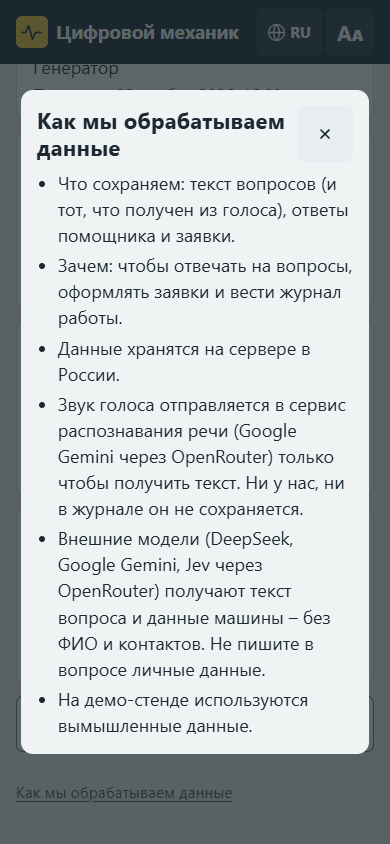 Цифровой механик
RU
Aᴀ
Генератор
Как мы обрабатываем
данные
×
• Что сохраняем: текст вопросов (и
тот, что получен из голоса), ответы
помощника и заявки.
• Зачем: чтобы отвечать на вопросы,
оформлять заявки и вести журнал
работы.
• Данные хранятся на сервере в
России.
• Звук голоса отправляется в сервис
распознавания речи (Google
Gemini через OpenRouter) только
чтобы получить текст. Ни у нас, ни
в журнале он не сохраняется.
• Внешние модели (DeepSeek,
Google Gemini, Jev через
OpenRouter) получают текст
вопроса и данные машины – без
ФИО и контактов. Не пишите в
вопросе личные данные.
• На демо-стенде используются
вымышленные данные.
Как мы обрабатываем данные